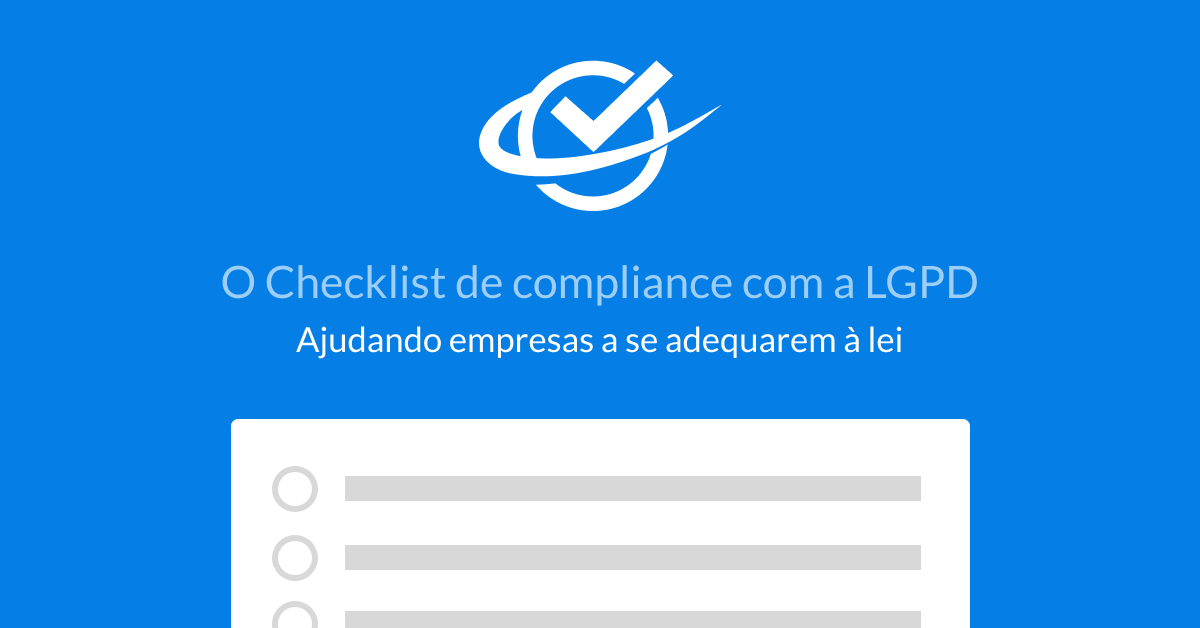 O Checklist de compliance com a LGPD
Ajudando empresas a se adequarem à lei